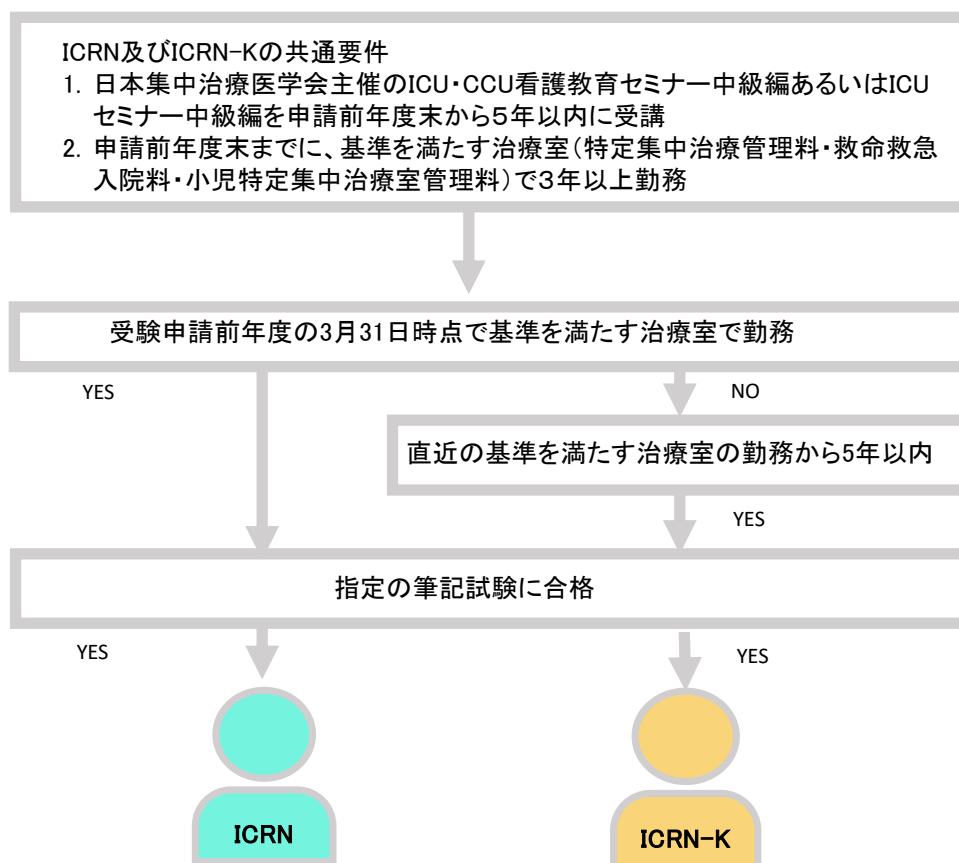 ICRN及びICRN-Kの共通要件
1. 日本集中治療医学会主催のICU・CCU看護教育セミナー中級編あるいはICU
セミナー中級編を申請前年度末から5年以内に受講
2. 申請前年度末までに、基準を満たす治療室(特定集中治療管理料・救命救急
入院料・小児特定集中治療室管理料)で3年以上勤務
受験申請前年度の3月31日時点で基準を満たす治療室で勤務
YES
NO
直近の基準を満たす治療室の勤務から5年以内
YES
指定の筆記試験に合格
YES
YES
ICRN
ICRN-K